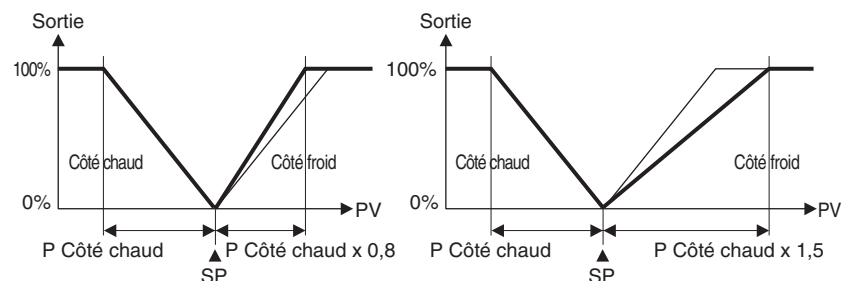 Sortie
100%
Côté chaud
Côté froid
0%
PV
P Côté chaud
P Côté chaud x 0,8
SP
Sortie
100%
Côté chaud
Côté froid
0%
PV
P Côté chaud
P Côté chaud x 1,5
SP